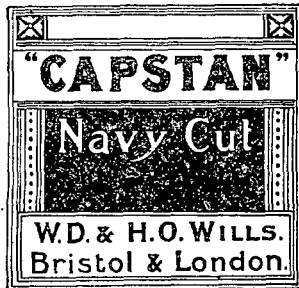 "CAPSTAN"
Navy Cut
W.D. & H.O. WILLS.
Bristol & London.